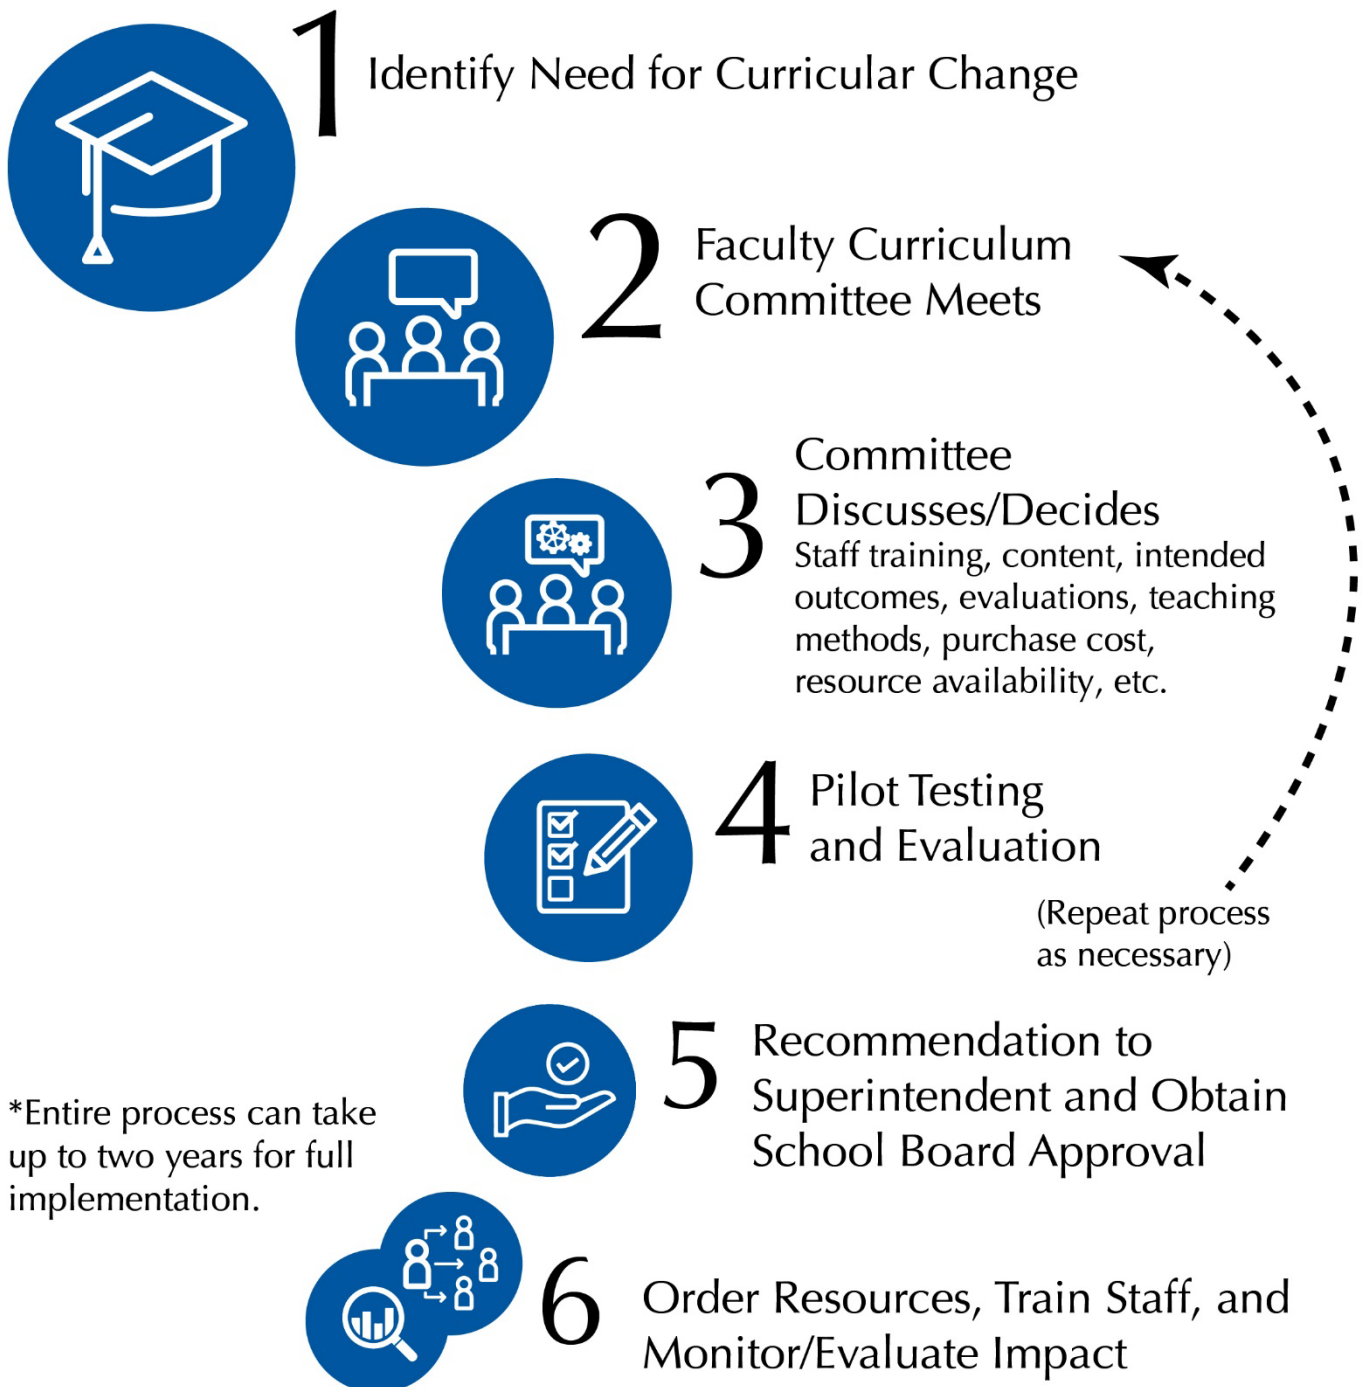 1 Identify Need for Curricular Change
2 Faculty Curriculum
Committee Meets
3 Committee
Discusses/Decides
Staff training, content, intended
outcomes, evaluations, teaching
methods, purchase cost,
resource availability, etc.
4 Pilot Testing
and Evaluation
(Repeat process
as necessary)
5 Recommendation to
Superintendent and Obtain
School Board Approval
*Entire process can take
up to two years for full
implementation.
6 Order Resources, Train Staff, and
Monitor/Evaluate Impact